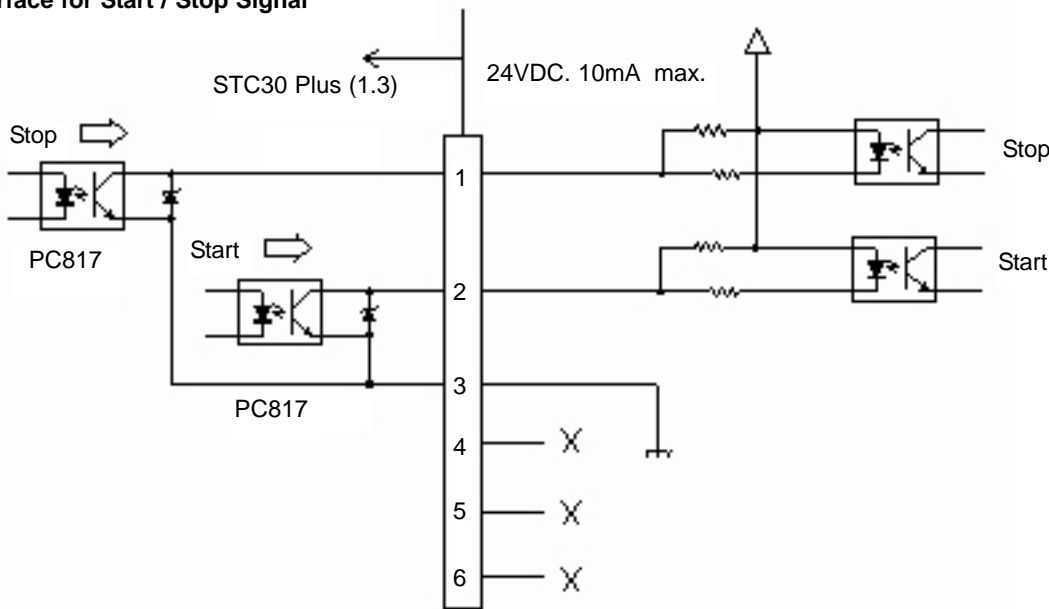 rface for Start / Stop Signal
STC30 Plus (1.3)
24VDC. 10mA max.
Stop
Stop
1
PC817
Start
Start
2
3
PC817
4
5
6